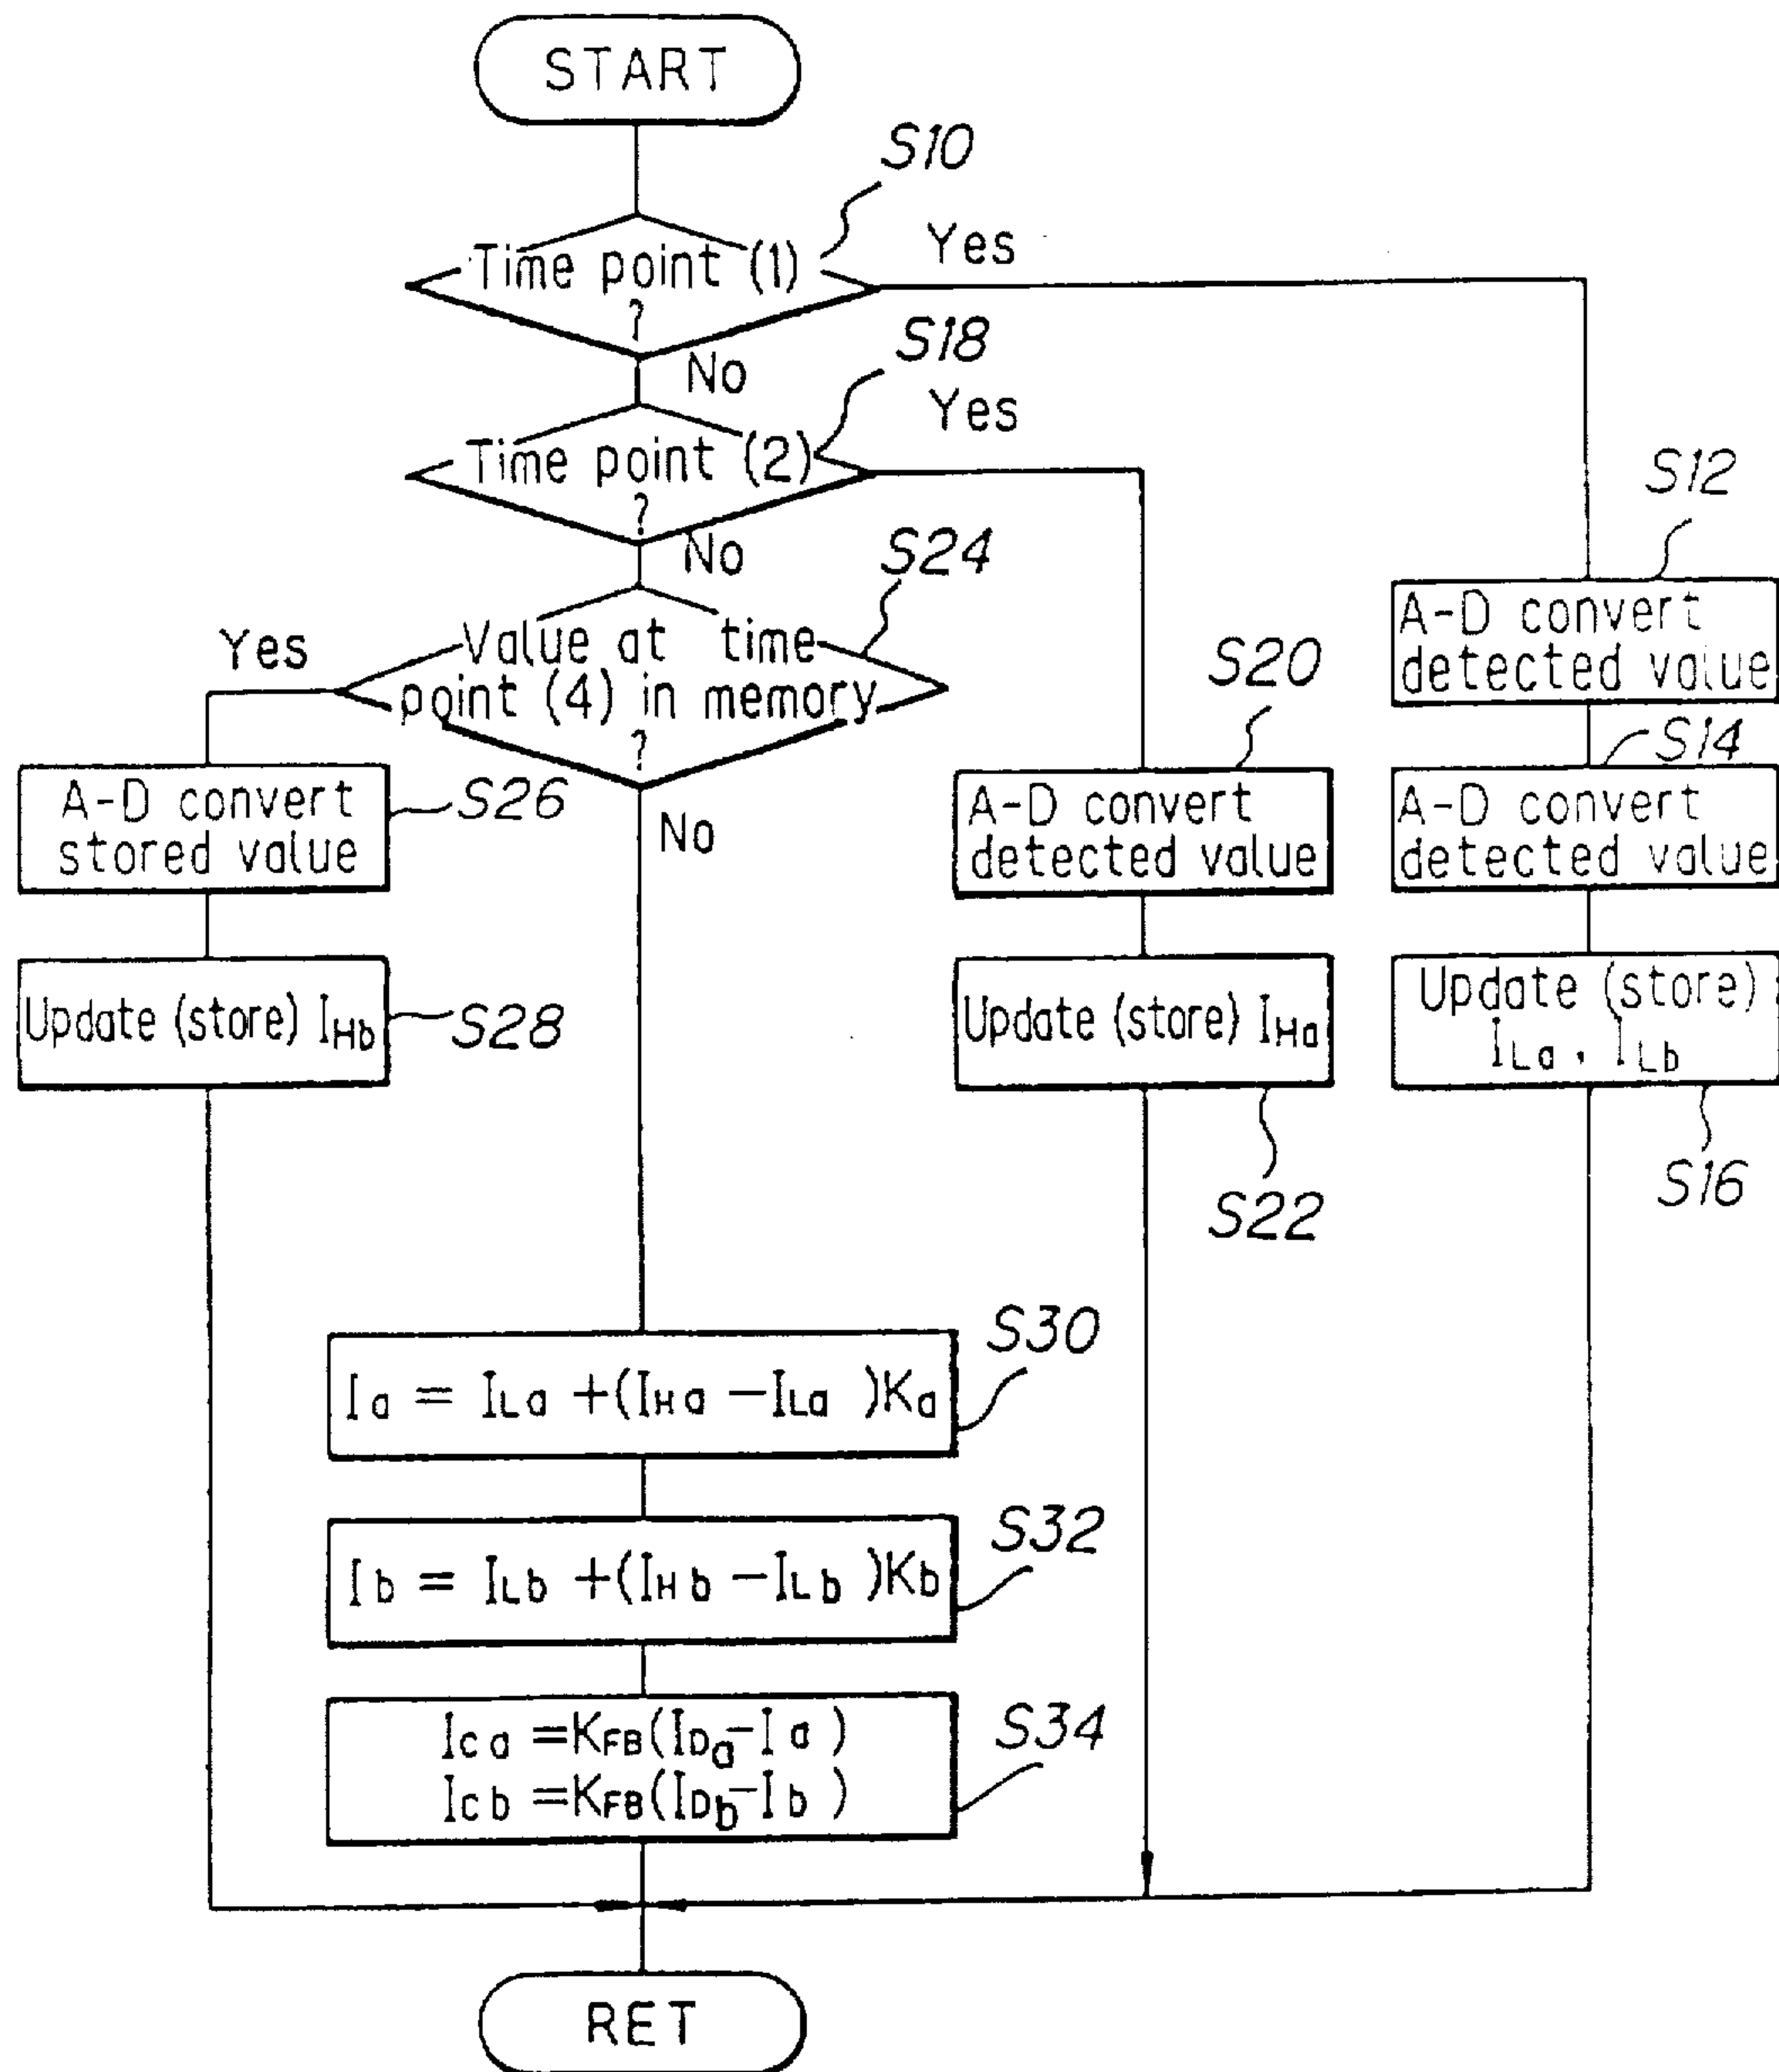 START
S10
Time point (1)
?
Yes
No
S18
Time point (2)
?
Yes
No
S24
Value at time
point (4) in memory
?
Yes
No
S12
A-D convert
detected value
S14
A-D convert
detected value
Update (store)
ILa , ILb
S16
S20
A-D convert
detected value
Update (store) IHa
S22
A-D convert
stored value
S26
Update (store) IHb
S28
Ia = ILa +(IHa -ILa )Ka
S30
Ib = ILb +(IHb -ILb )Kb
S32
Ica =KFB(IDa-Ia )
Icb =KFB(IDb-Ib )
S34
RET